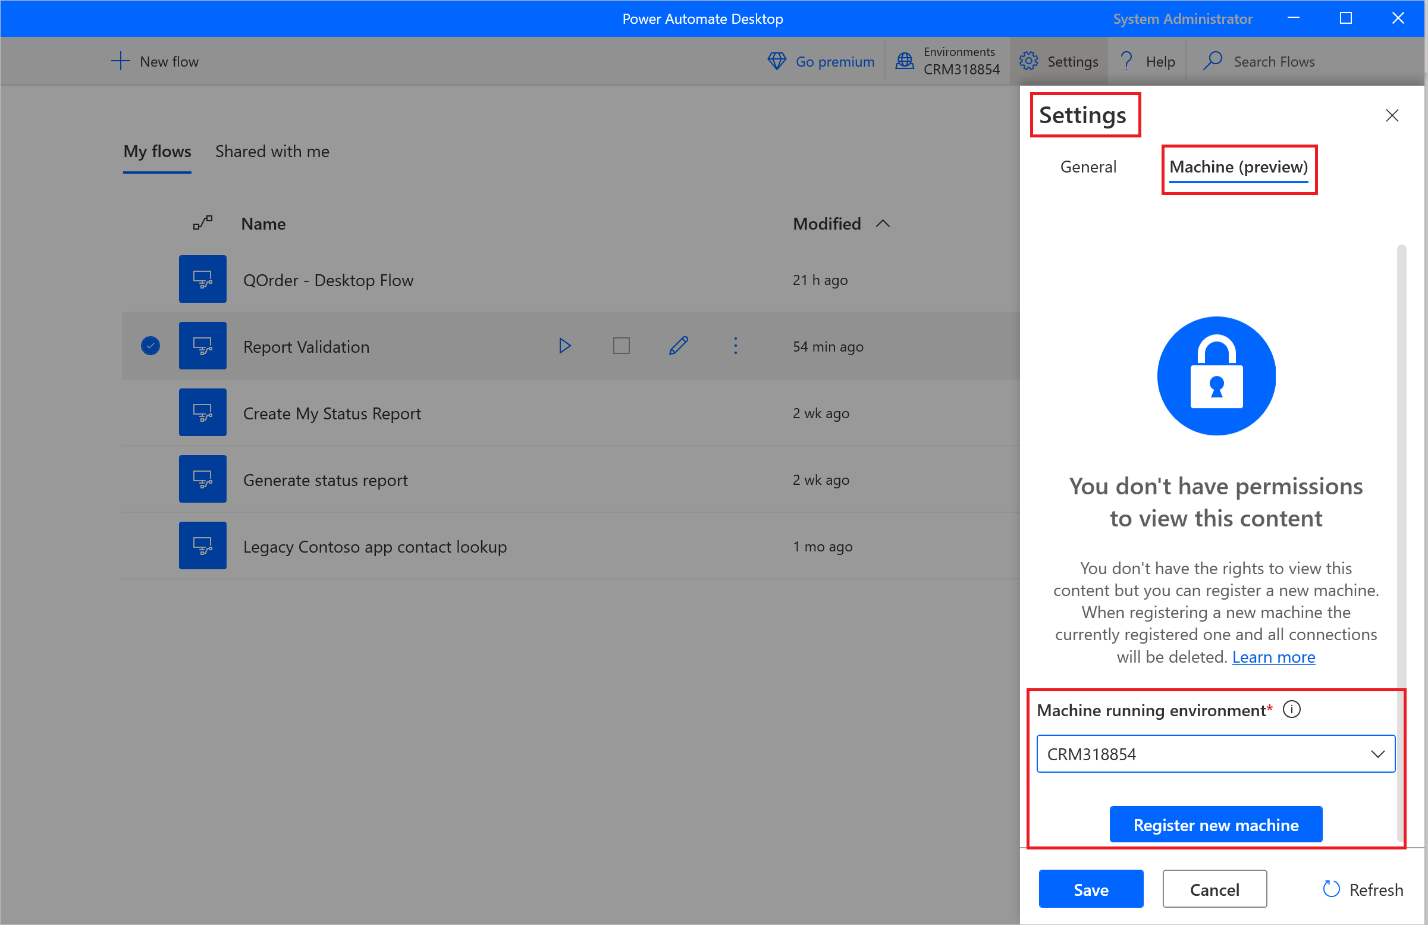 Power Automate Desktop
System Administrator
New flow
Go premium
Environments
CRM318854
Settings
Help
Search Flows
Settings
General
Machine (preview)
My flows
Shared with me
Name
Modified
QOrder - Desktop Flow
21 h ago
Report Validation
54 min ago
Create My Status Report
2 wk ago
Generate status report
2 wk ago
Legacy Contoso app contact lookup
1 mo ago
You don't have permissions
to view this content
You don't have the rights to view this
content but you can register a new machine.
When registering a new machine the
currently registered one and all connections
will be deleted. Learn more
Machine running environment*
CRM318854
Register new machine
Save
Cancel
Refresh